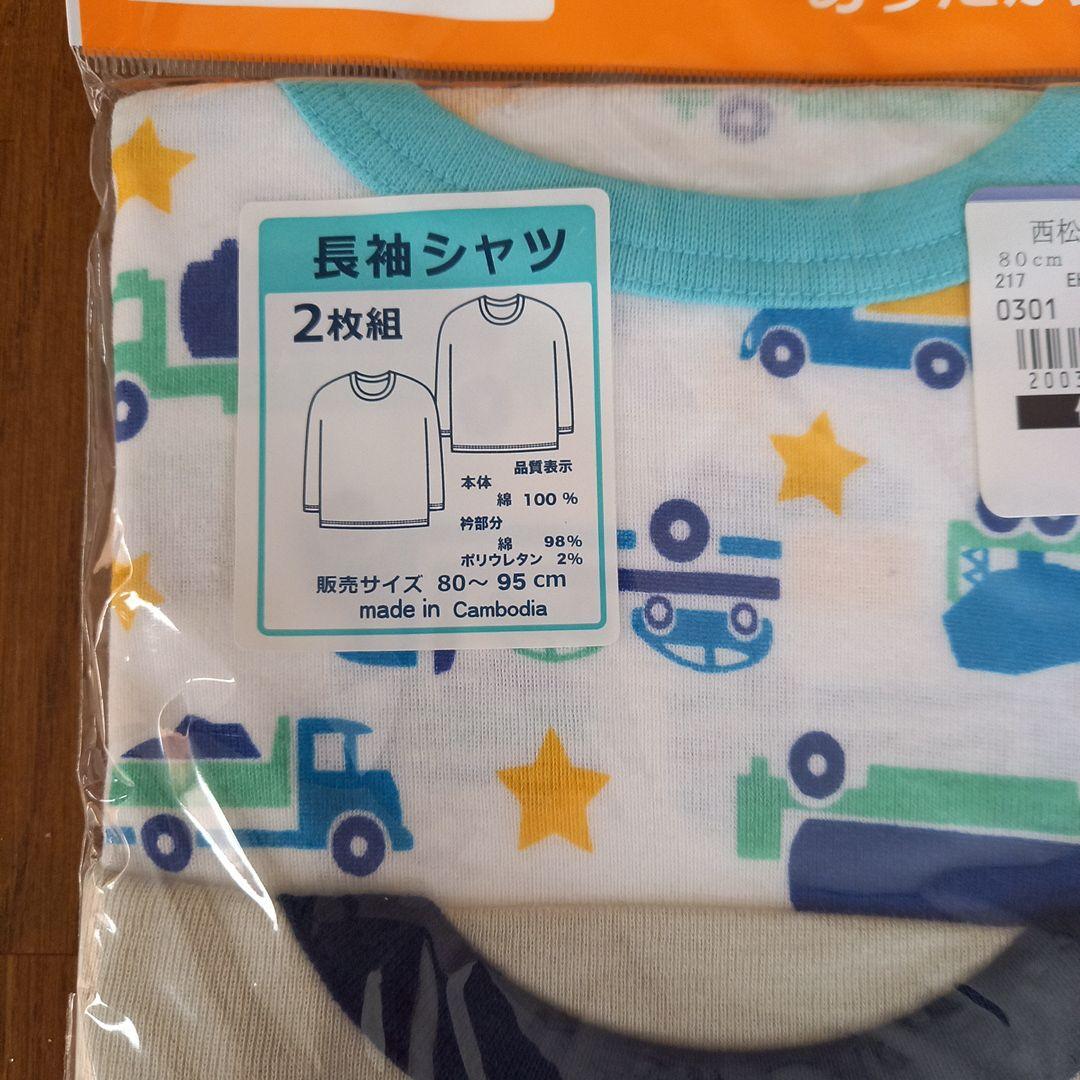 長袖シャツ
2枚組
品質表示
本体
綿 100 %
衿部分
綿 98%
ポリウレタン 2%
販売サイズ 80～95 cm
made in Cambodia
西松
80cm
217
0301
2003